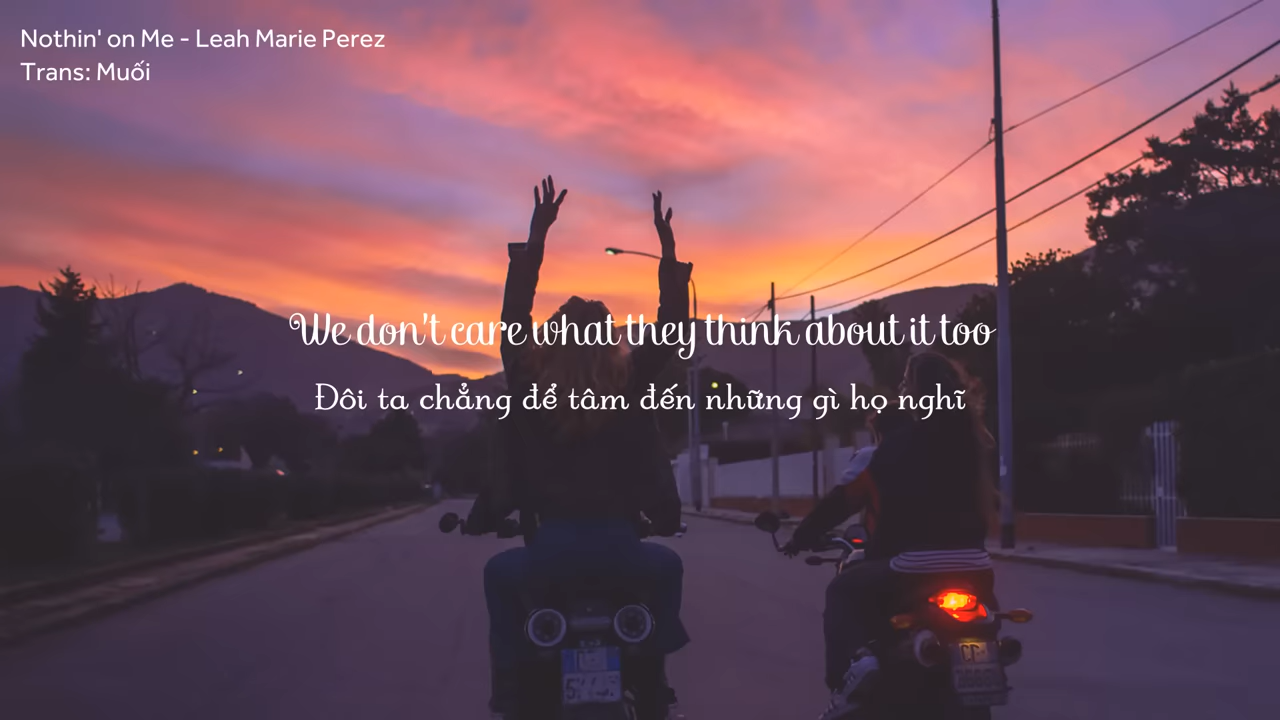 Nothin' on Me - Leah Marie Perez
Trans: Muối
We don't care what they think about it too
Đôi ta chẳng để tâm đến những gì họ nghĩ